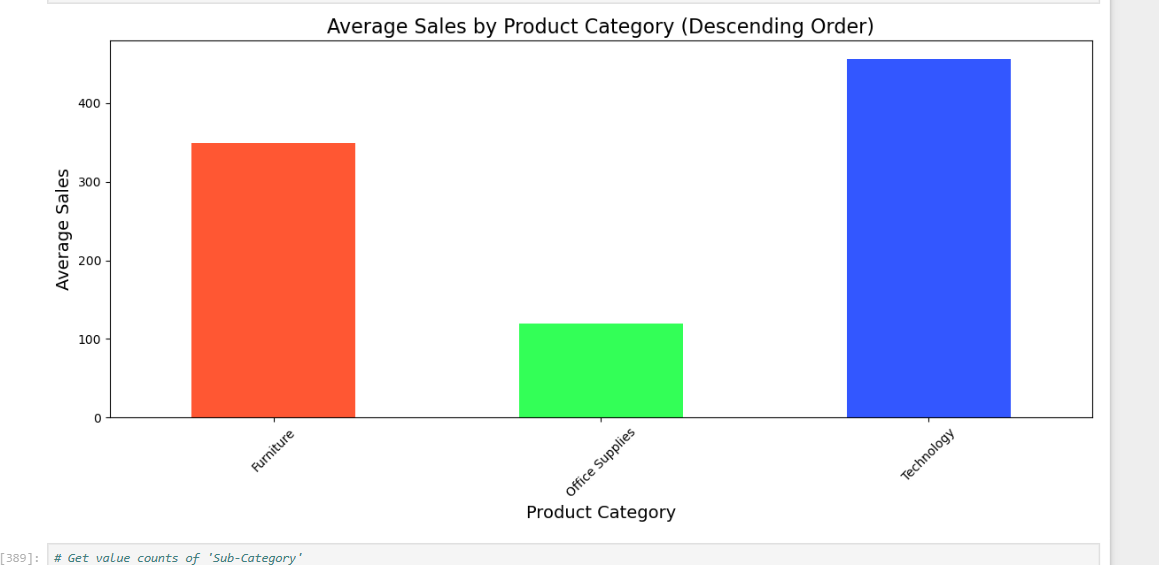 Average Sales by Product Category (Descending Order)
Average Sales
400
300
200
100
0
Furniture
Office Supplies
Technology
Product Category
[389]: # Get value counts of 'Sub-Category'